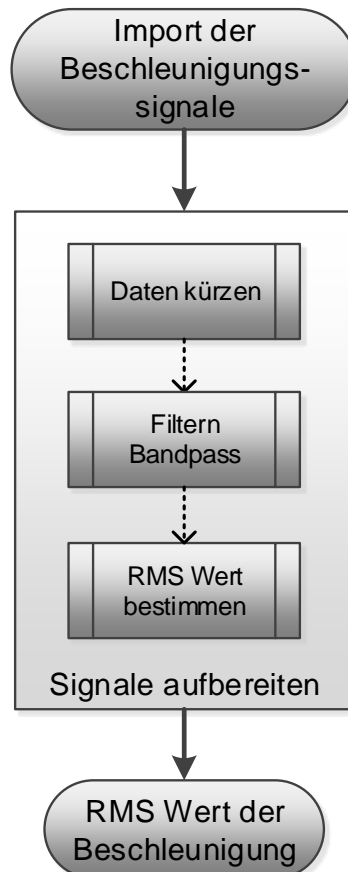 Import der
Beschleunigungs-
signale
Daten kürzen
Filtern
Bandpass
RMS Wert
bestimmen
Signale aufbereiten
RMS Wert der
Beschleunigung